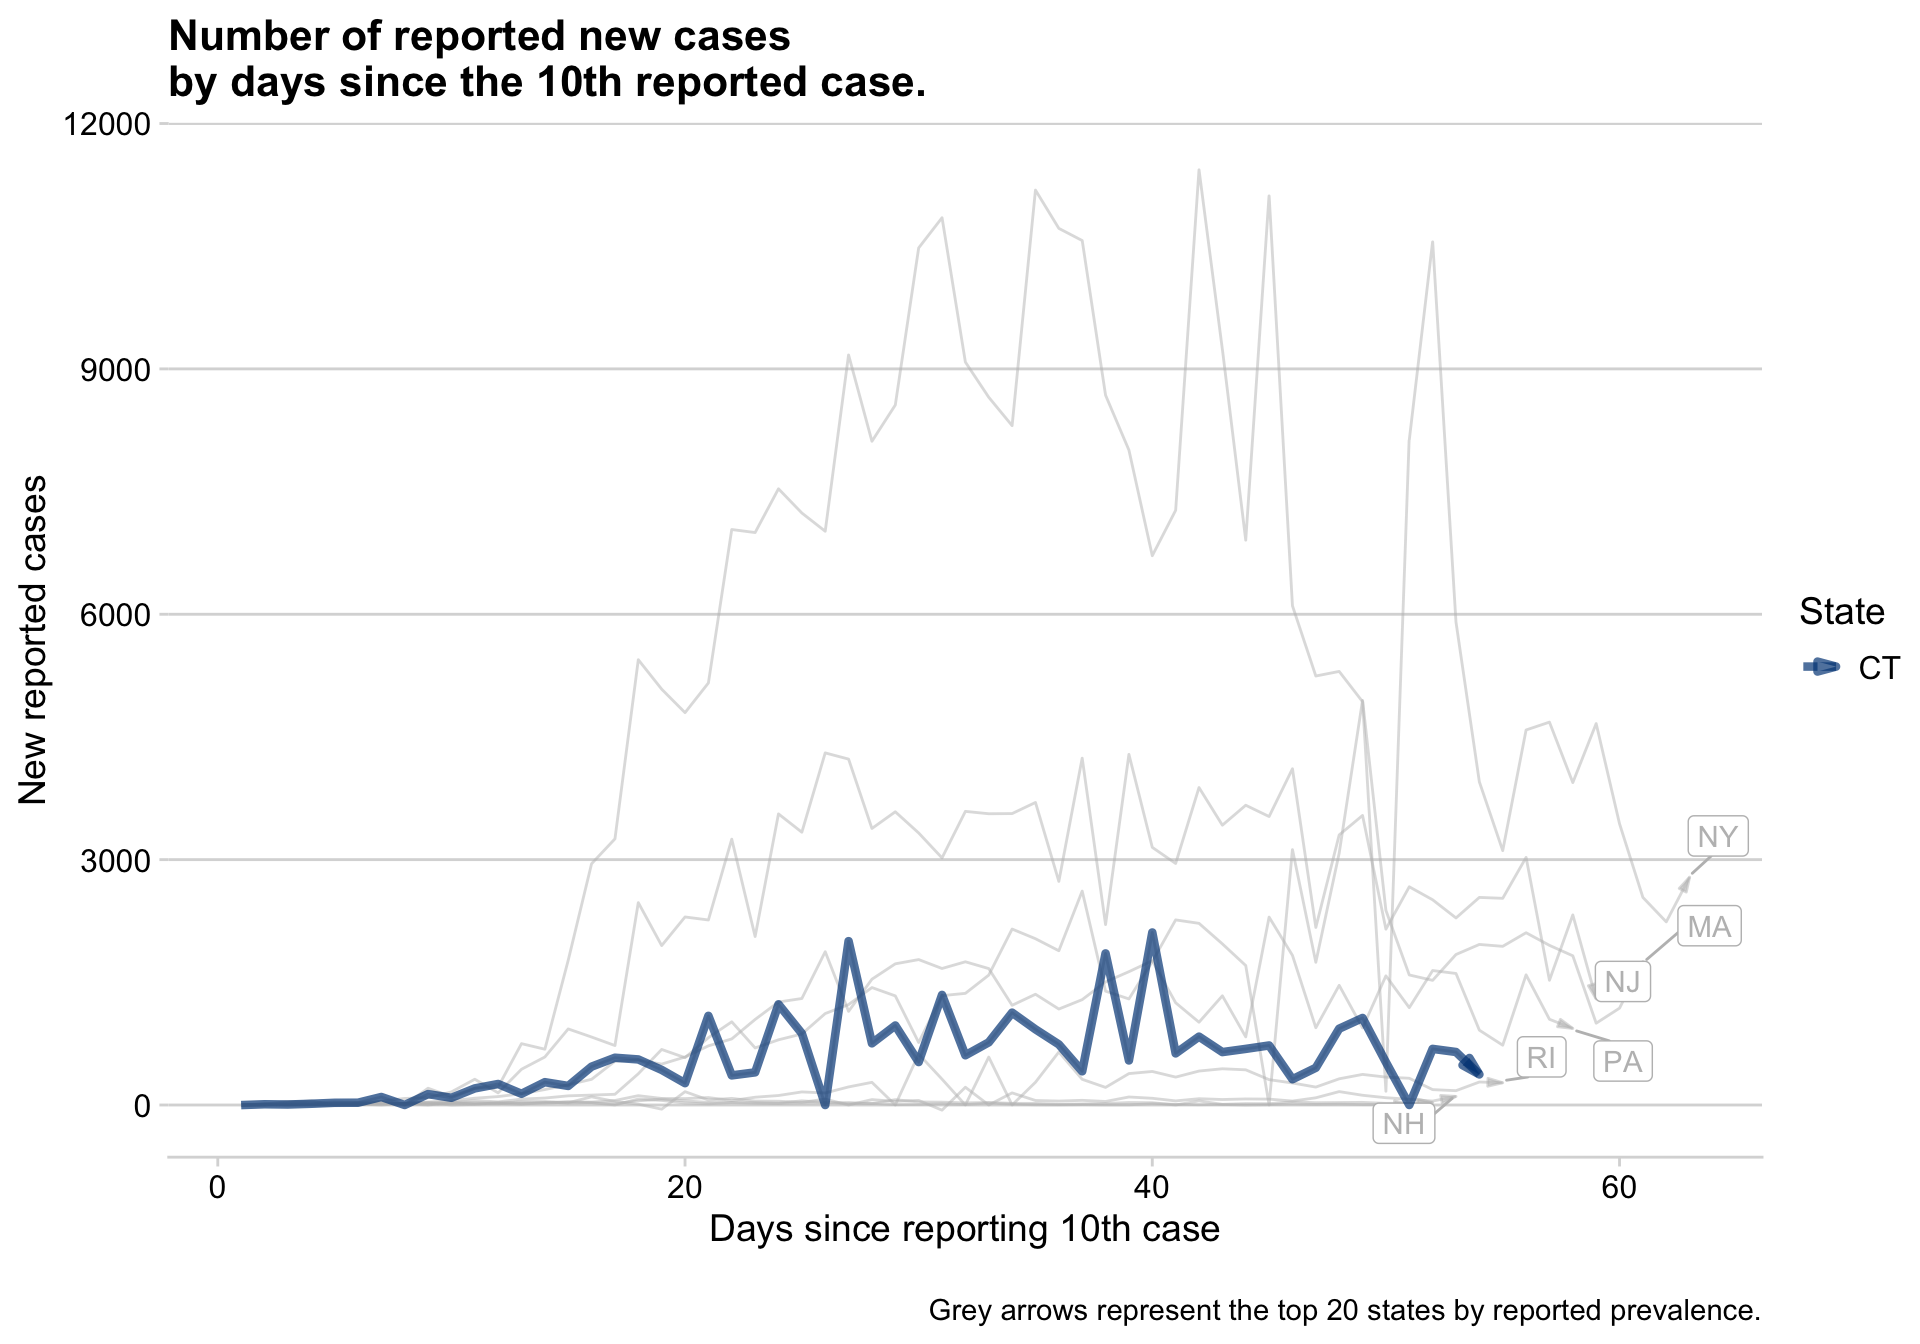 Number of reported new cases
by days since the 10th reported case.
12000
9000
6000
3000
0
New reported cases
NY
MA
NJ
RI
PA
NH
State
CT
0
20
40
60
Days since reporting 10th case
Grey arrows represent the top 20 states by reported prevalence.